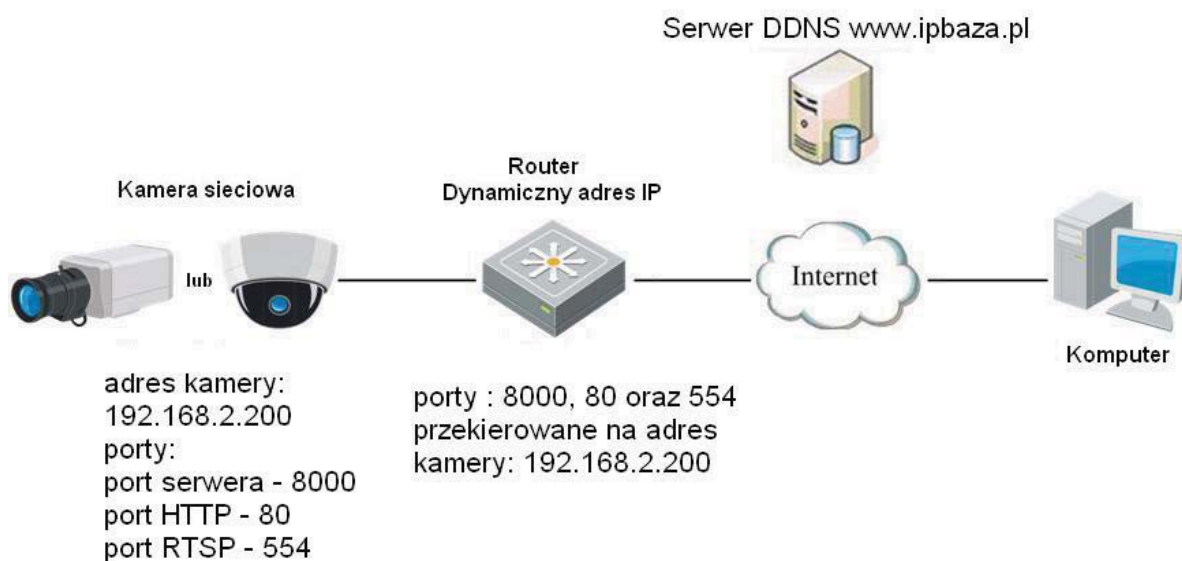 Serwer DDNS www.ipbaza.pl
Router
Dynamiczny adres IP
Kamera sieciowa
lub
Internet
Komputer
adres kamery:
192.168.2.200
porty:
port serwera - 8000
port HTTP - 80
port RTSP - 554
porty : 8000, 80 oraz 554
przekierowane na adres
kamery: 192.168.2.200